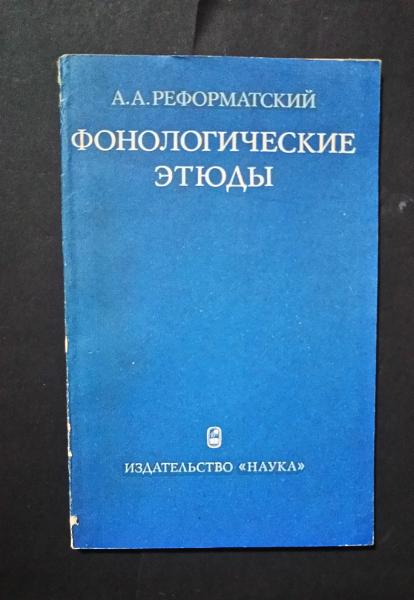 А. А. РЕФОРМАТСКИЙ
ФОНОЛОГИЧЕСКИЕ
ЭТЮДЫ
ИЗДАТЕЛЬСТВО «НАУКА»